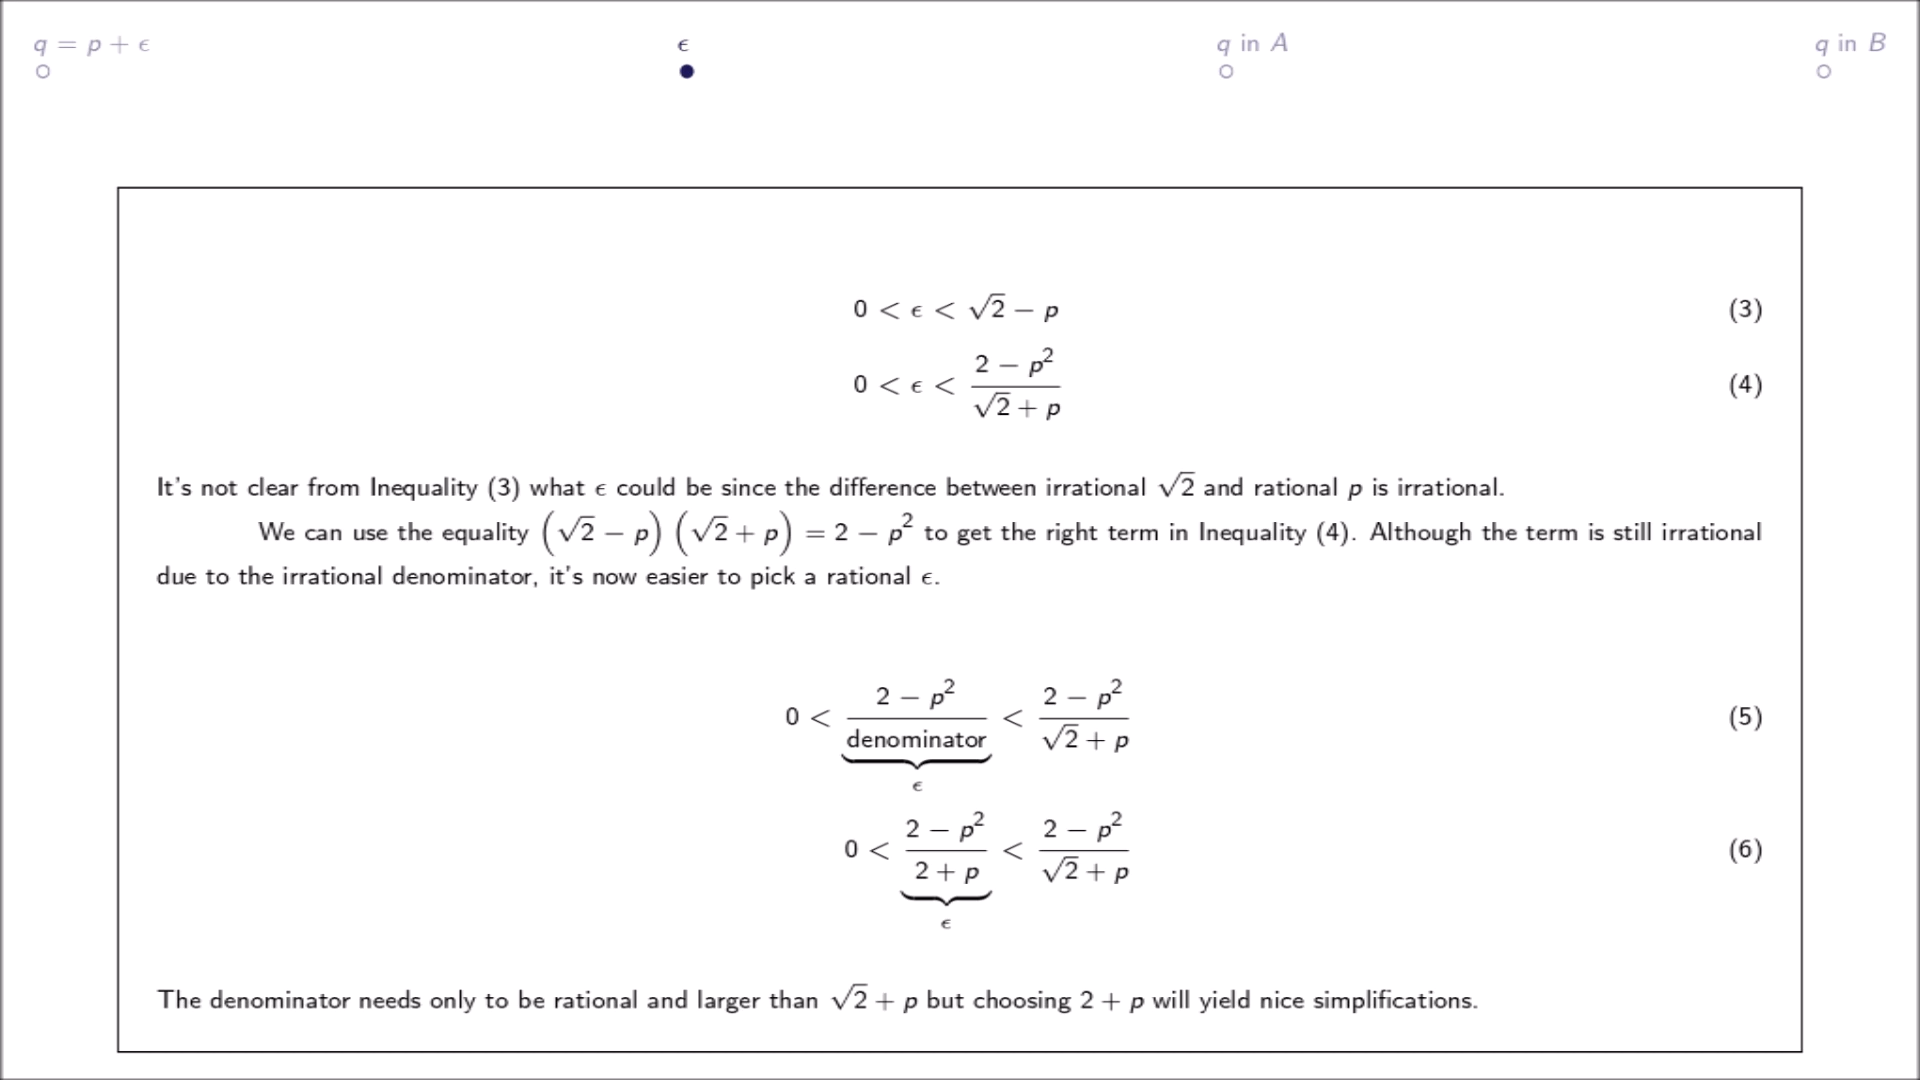 q = p + ϵ
ϵ
q in A
q in B
0 < ϵ < √2 − p (3)
0 < ϵ < (2 − p²)/(√2 + p) (4)
It's not clear from Inequality (3) what ϵ could be since the difference between irrational √2 and rational p is irrational.
We can use the equality (√2 − p) (√2 + p) = 2 − p² to get the right term in Inequality (4). Although the term is still irrational
due to the irrational denominator, it's now easier to pick a rational ϵ.
0 < (2 − p²)/denominator < (2 − p²)/(√2 + p) (5)
ϵ
0 < (2 − p²)/(2 + p) < (2 − p²)/(√2 + p) (6)
ϵ
The denominator needs only to be rational and larger than √2 + p but choosing 2 + p will yield nice simplifications.